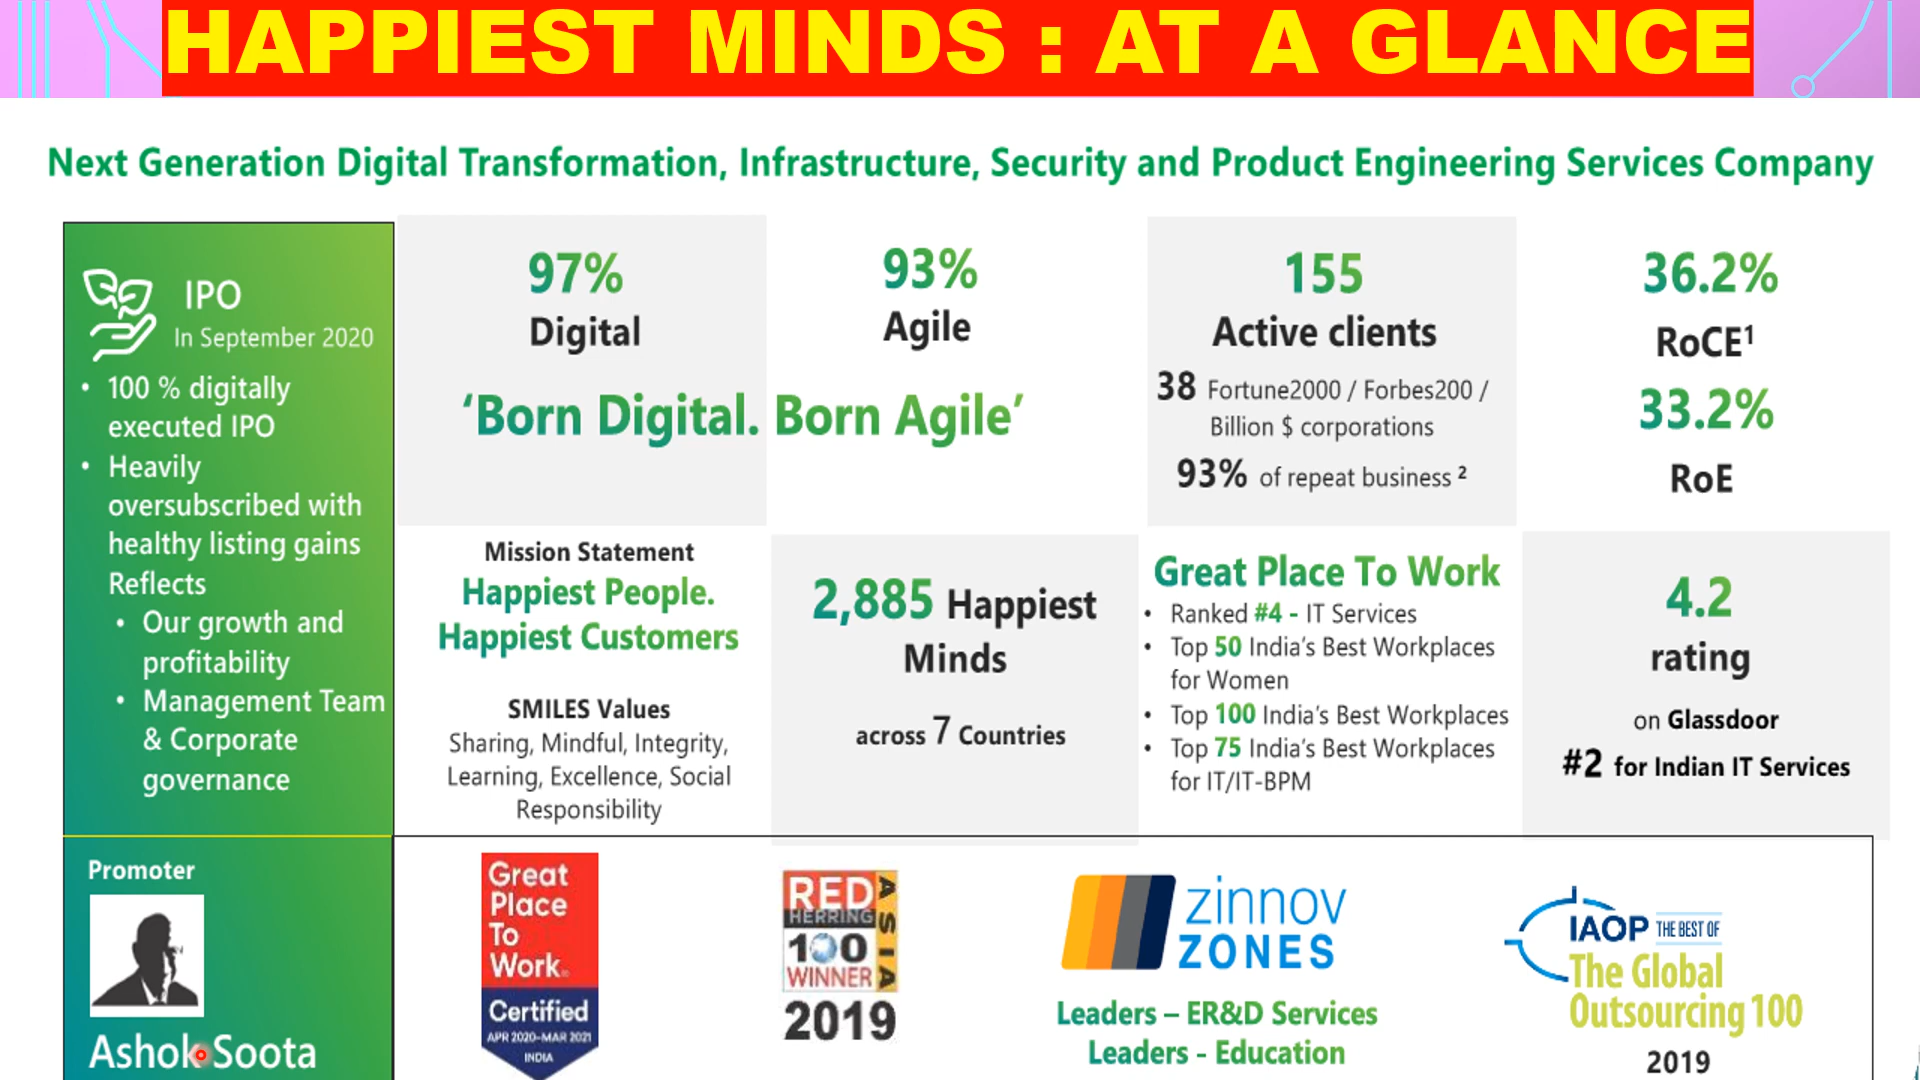 HAPPIEST MINDS : AT A GLANCE
Next Generation Digital Transformation, Infrastructure, Security and Product Engineering Services Company
IPO
In September 2020
• 100 % digitally
executed IPO
• Heavily
oversubscribed with
healthy listing gains
Reflects
• Our growth and
profitability
• Management Team
& Corporate
governance
97%
Digital
93%
Agile
‘Born Digital. Born Agile’
155
Active clients
38 Fortune2000 / Forbes200 /
Billion $ corporations
93% of repeat business ²
36.2%
RoCE¹
33.2%
RoE
Mission Statement
Happiest People.
Happiest Customers
SMILES Values
Sharing, Mindful, Integrity,
Learning, Excellence, Social
Responsibility
2,885 Happiest
Minds
across 7 Countries
Great Place To Work
• Ranked #4 - IT Services
• Top 50 India’s Best Workplaces
for Women
• Top 100 India’s Best Workplaces
• Top 75 India’s Best Workplaces
for IT/IT-BPM
4.2
rating
on Glassdoor
#2 for Indian IT Services
Promoter
Ashok Soota
Great
Place
To
Work.
Certified
APR 2020-MAR 2021
INDIA
RED
HERRING
100
WINNER
ASIA
2019
zinnov
ZONES
Leaders – ER&D Services
Leaders - Education
IAOP THE BEST OF
The Global
Outsourcing 100
2019